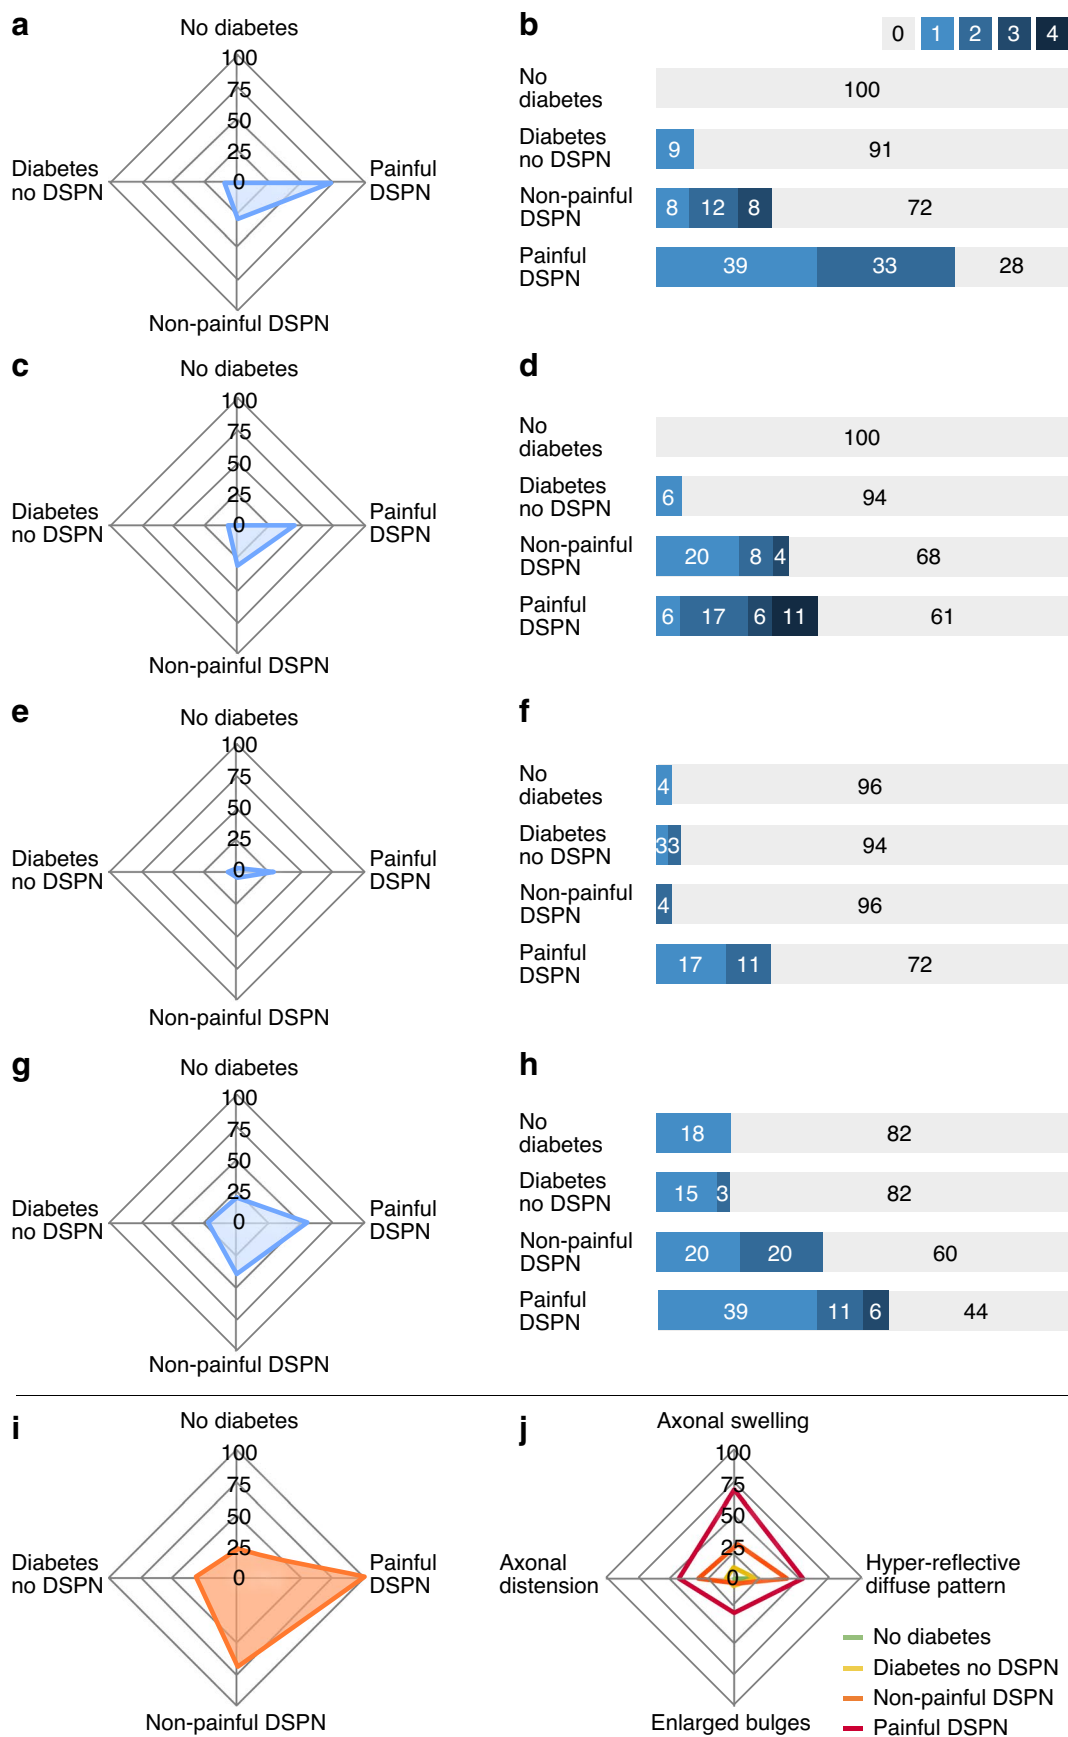 a
No diabetes
100
75
50
25
0
Diabetes
no DSPN
Painful
DSPN
Non-painful DSPN
b
0 1 2 3 4
No
diabetes
100
Diabetes
no DSPN
9 91
Non-painful
DSPN
8 12 8 72
Painful
DSPN
39 33 28
c
No diabetes
100
75
50
25
0
Diabetes
no DSPN
Painful
DSPN
Non-painful DSPN
d
No
diabetes
100
Diabetes
no DSPN
6 94
Non-painful
DSPN
20 8 4 68
Painful
DSPN
6 17 6 11 61
e
No diabetes
100
75
50
25
0
Diabetes
no DSPN
Painful
DSPN
Non-painful DSPN
f
No
diabetes
4 96
Diabetes
no DSPN
3 3 94
Non-painful
DSPN
4 96
Painful
DSPN
17 11 72
g
No diabetes
100
75
50
25
0
Diabetes
no DSPN
Painful
DSPN
Non-painful DSPN
h
No
diabetes
18 82
Diabetes
no DSPN
15 3 82
Non-painful
DSPN
20 20 60
Painful
DSPN
39 11 6 44
i
No diabetes
100
75
50
25
0
Diabetes
no DSPN
Painful
DSPN
Non-painful DSPN
j
Axonal swelling
100
75
50
25
0
Axonal
distension
Hyper-reflective
diffuse pattern
Enlarged bulges
No diabetes
Diabetes no DSPN
Non-painful DSPN
Painful DSPN